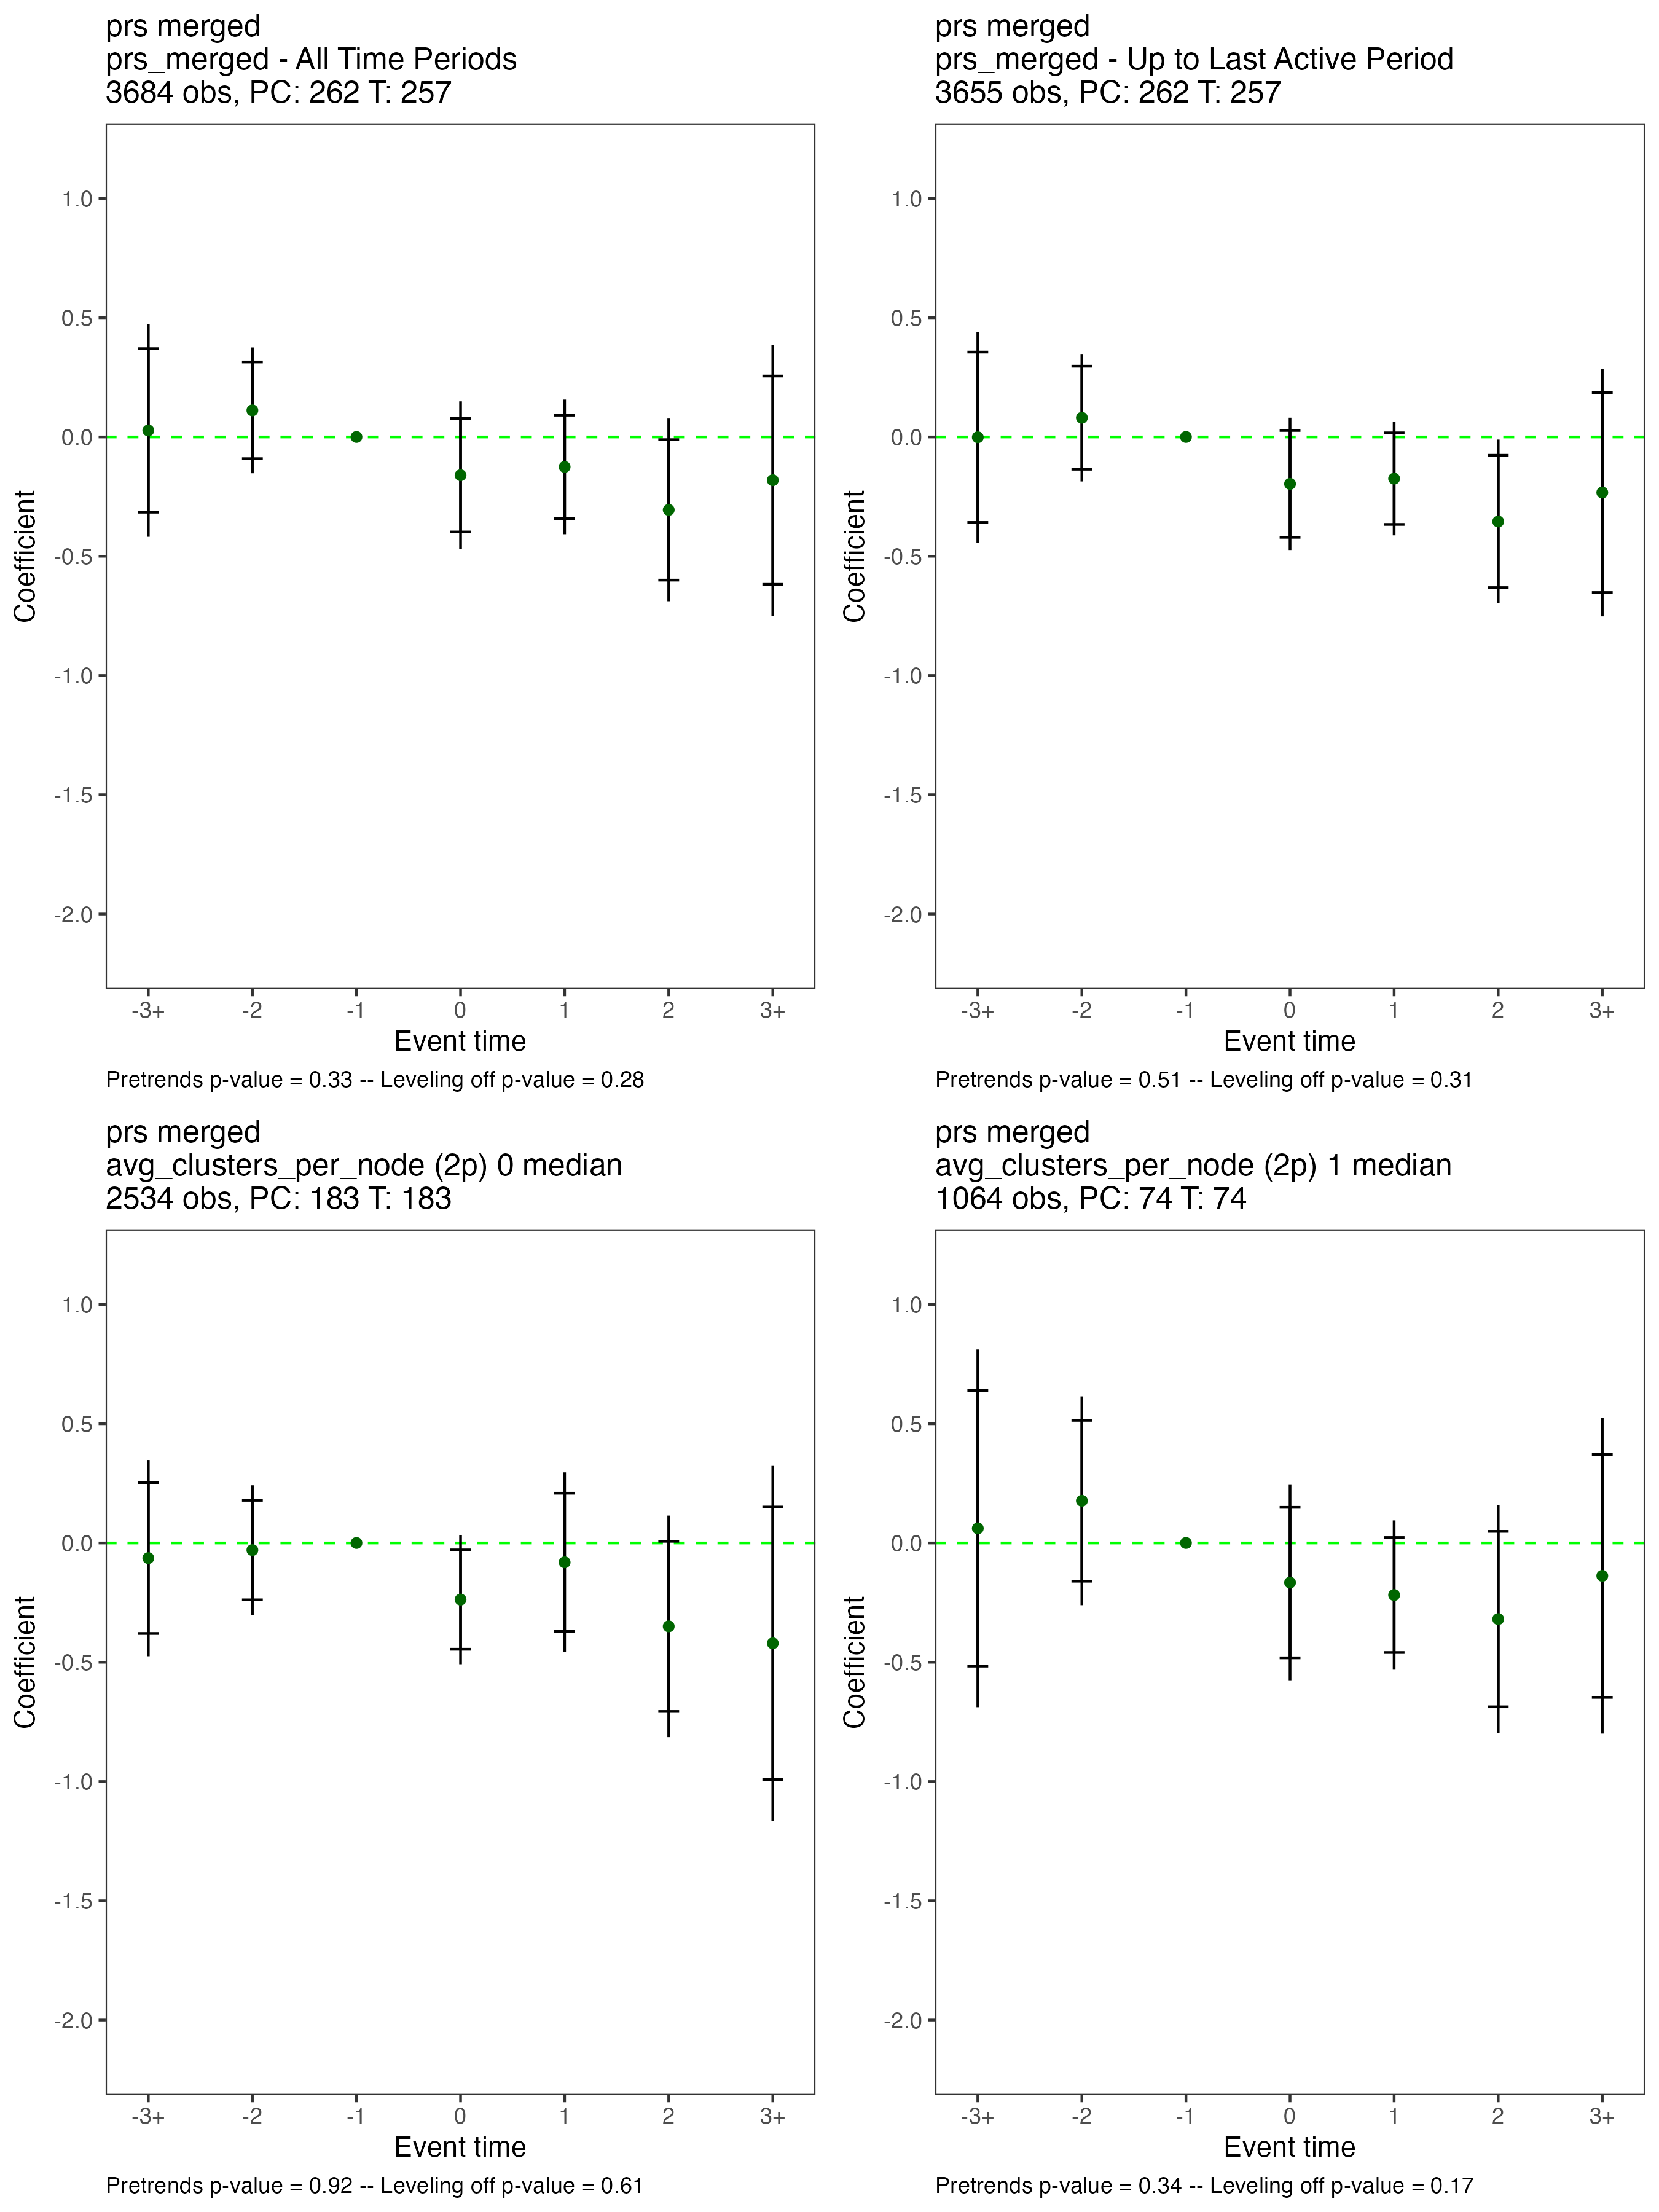 prs merged
prs_merged - All Time Periods
3684 obs, PC: 262 T: 257
1.0
0.5
0.0
-0.5
-1.0
-1.5
-2.0
Coefficient
-3+ -2 -1 0 1 2 3+
Event time
Pretrends p-value = 0.33 -- Leveling off p-value = 0.28
prs merged
prs_merged - Up to Last Active Period
3655 obs, PC: 262 T: 257
1.0
0.5
0.0
-0.5
-1.0
-1.5
-2.0
Coefficient
-3+ -2 -1 0 1 2 3+
Event time
Pretrends p-value = 0.51 -- Leveling off p-value = 0.31
prs merged
avg_clusters_per_node (2p) 0 median
2534 obs, PC: 183 T: 183
1.0
0.5
0.0
-0.5
-1.0
-1.5
-2.0
Coefficient
-3+ -2 -1 0 1 2 3+
Event time
Pretrends p-value = 0.92 -- Leveling off p-value = 0.61
prs merged
avg_clusters_per_node (2p) 1 median
1064 obs, PC: 74 T: 74
1.0
0.5
0.0
-0.5
-1.0
-1.5
-2.0
Coefficient
-3+ -2 -1 0 1 2 3+
Event time
Pretrends p-value = 0.34 -- Leveling off p-value = 0.17